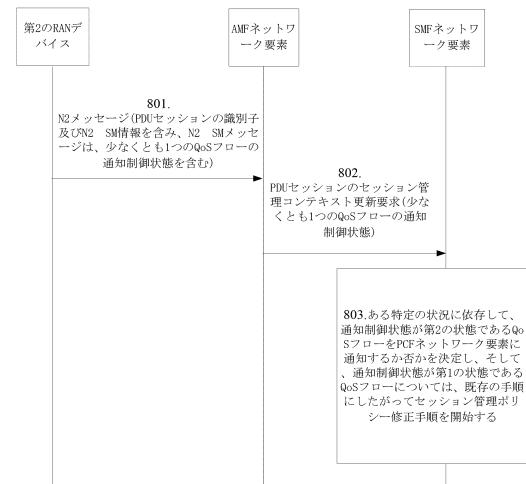 第2のRANデ
バイス
AMFネットワ
ーク要素
SMFネットワ
ーク要素
801.
N2メッセージ(PDUセッションの識別子
及びN2 SM情報を含み、N2 SMメッセ
ージは、少なくとも1つのQoSフローの
通知制御状態を含む)
802.
PDUセッションのセッション管
理コンテキスト更新要求(少な
くとも1つのQoSフローの通知
制御状態)
803.ある特定の状況に依存して、
通知制御状態が第2の状態であるQo
SフローをPCFネットワーク要素に
通知するか否かを決定し、そして
、通知制御状態が第1の状態である
QoSフローについては、既存の手順
にしたがってセッション管理ポリ
シー修正手順を開始する